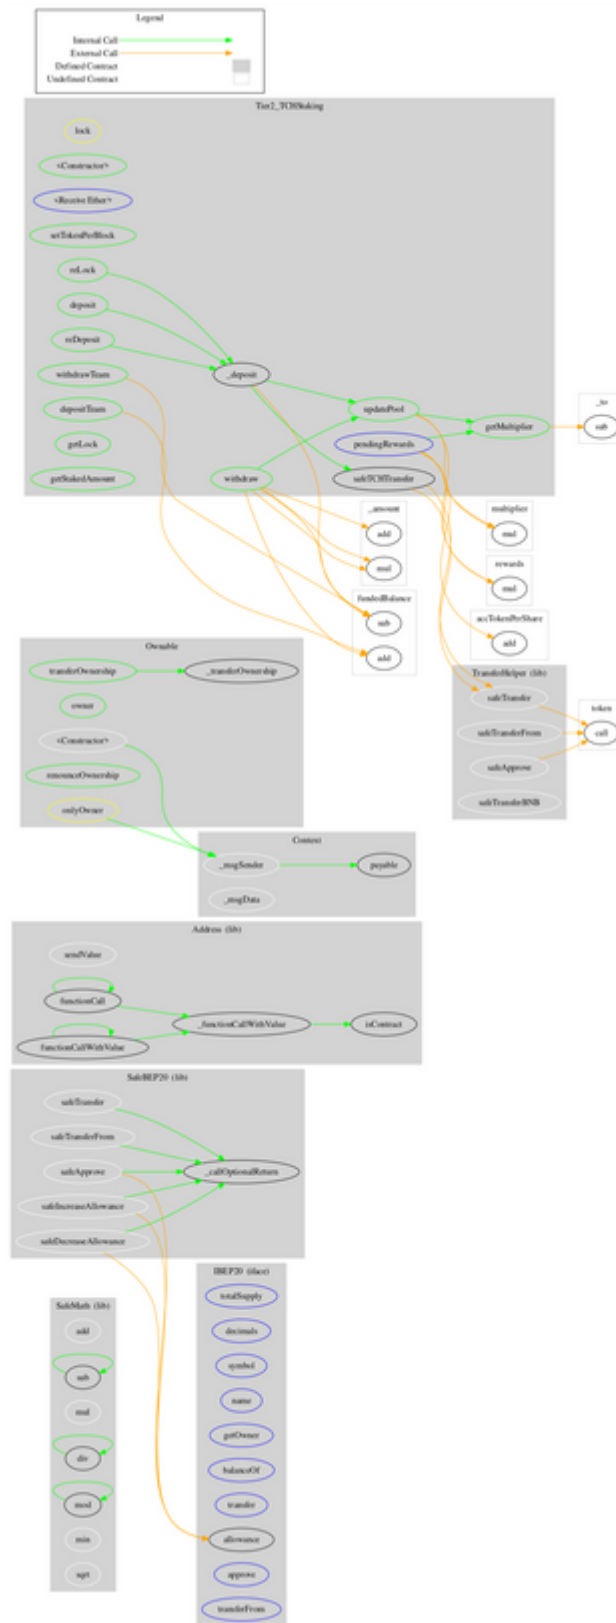 Legend
Internal Call
External Call
Defined Contract
Undefined Contract
Tier2_TCHStaking
lock
<Constructor>
<Receive Ether>
setTokenPerBlock
reLock
deposit
reDeposit
withdrawTeam
_deposit
depositTeam
updatePool
getLock
pendingRewards
getMultiplier
getStakedAmount
withdraw
safeTCHTransfer
_to
sub
_amount
add
mul
multiplier
mul
rewards
mul
fundedBalance
sub
add
accTokenPerShare
add
Ownable
transferOwnership
_transferOwnership
owner
<Constructor>
renounceOwnership
onlyOwner
TransferHelper (lib)
safeTransfer
safeTransferFrom
safeApprove
safeTransferBNB
token
call
Context
_msgSender
payable
_msgData
Address (lib)
sendValue
functionCall
_functionCallWithValue
isContract
functionCallWithValue
SafeBEP20 (lib)
safeTransfer
safeTransferFrom
safeApprove
_callOptionalReturn
safeIncreaseAllowance
safeDecreaseAllowance
IBEP20 (iface)
totalSupply
decimals
symbol
name
getOwner
balanceOf
transfer
allowance
approve
transferFrom
SafeMath (lib)
add
sub
mul
div
mod
min
sqrt